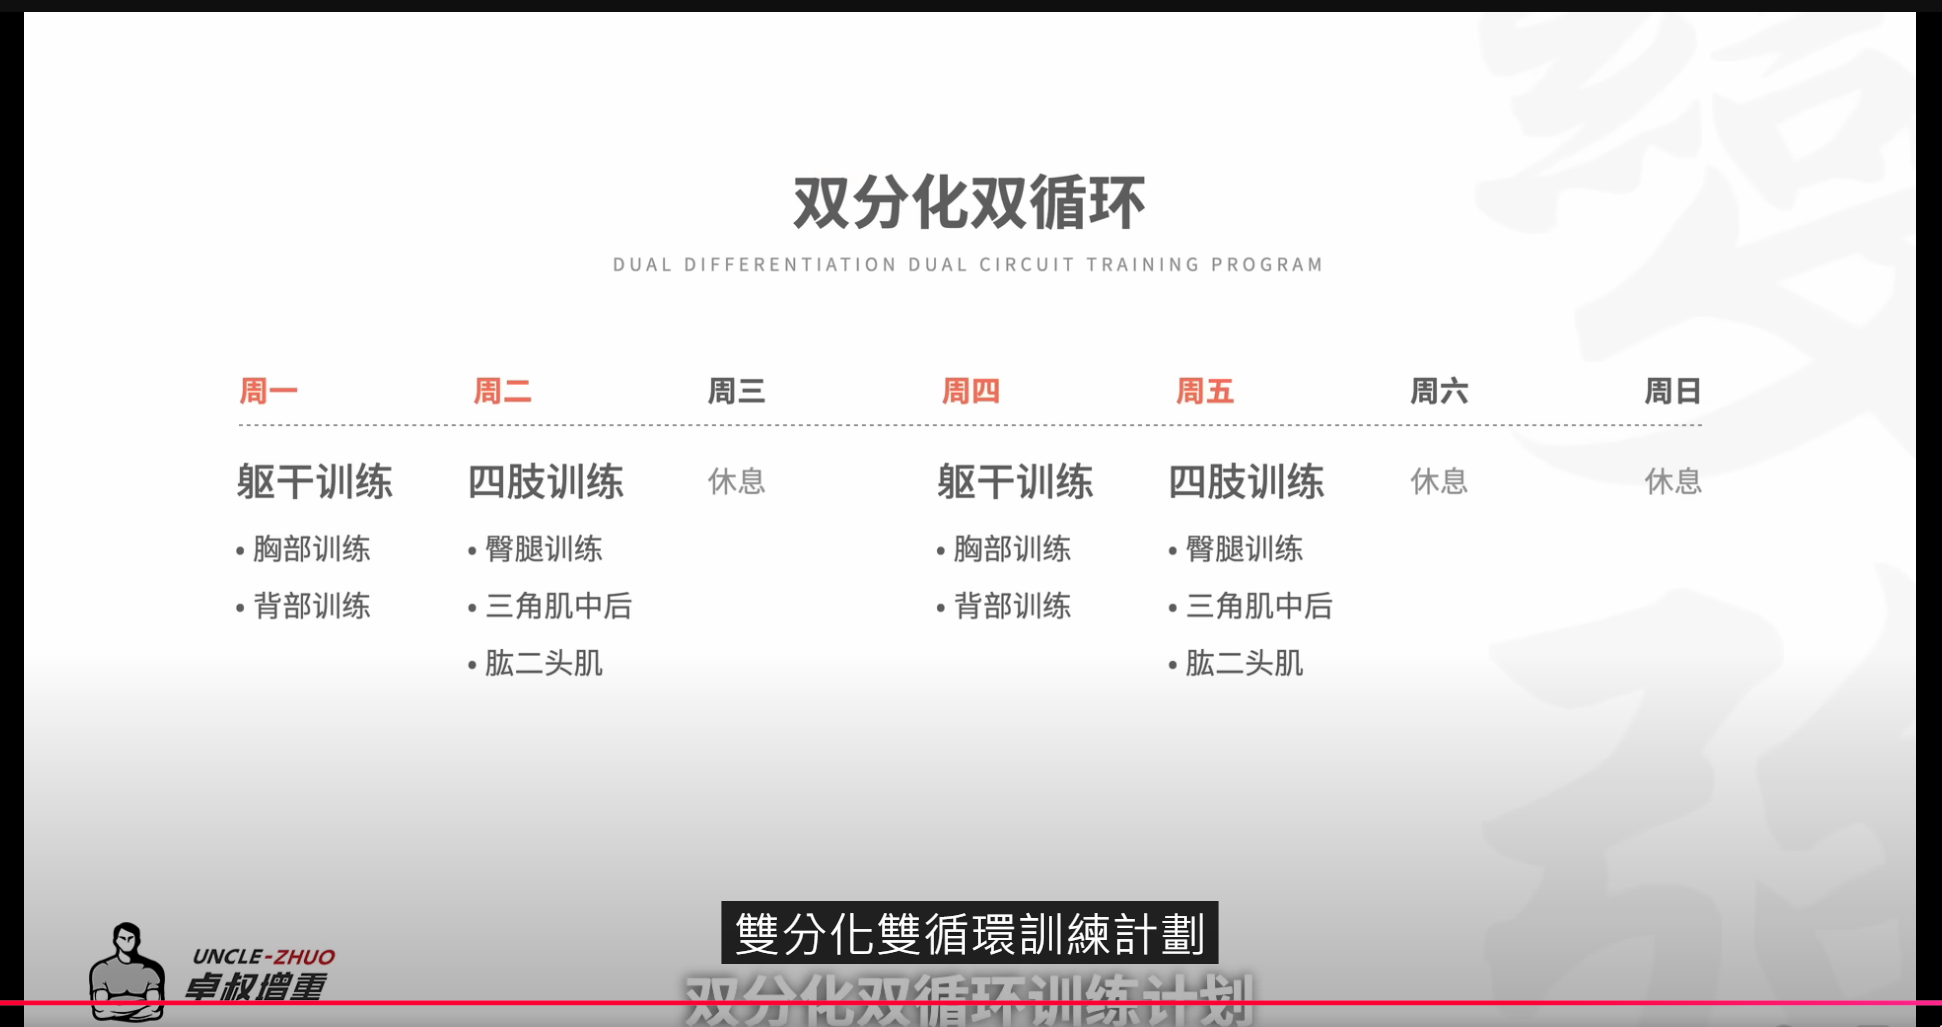 双分化双循环
DUAL DIFFERENTIATION DUAL CIRCUIT TRAINING PROGRAM
周一 周二 周三 周四 周五 周六 周日
躯干训练 四肢训练 休息 躯干训练 四肢训练 休息 休息
• 胸部训练 • 臀腿训练 • 胸部训练 • 臀腿训练
• 背部训练 • 三角肌中后 • 背部训练 • 三角肌中后
• 肱二头肌 • 肱二头肌
雙分化雙循環訓練計劃
双分化双循环训练计划
UNCLE-ZHUO
卓叔增重